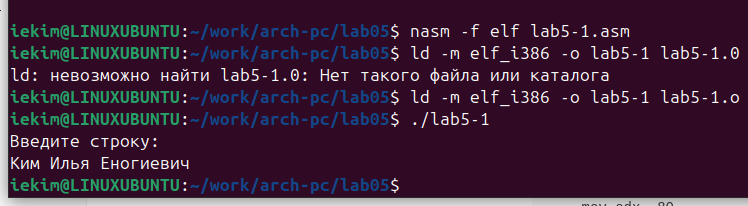 iekim@LINUXUBUNTU:~/work/arch-pc/lab05$ nasm -f elf lab5-1.asm
iekim@LINUXUBUNTU:~/work/arch-pc/lab05$ ld -m elf_i386 -o lab5-1 lab5-1.0
ld: невозможно найти lab5-1.0: Нет такого файла или каталога
iekim@LINUXUBUNTU:~/work/arch-pc/lab05$ ld -m elf_i386 -o lab5-1 lab5-1.o
iekim@LINUXUBUNTU:~/work/arch-pc/lab05$ ./lab5-1
Введите строку:
Ким Илья Еногиевич
iekim@LINUXUBUNTU:~/work/arch-pc/lab05$